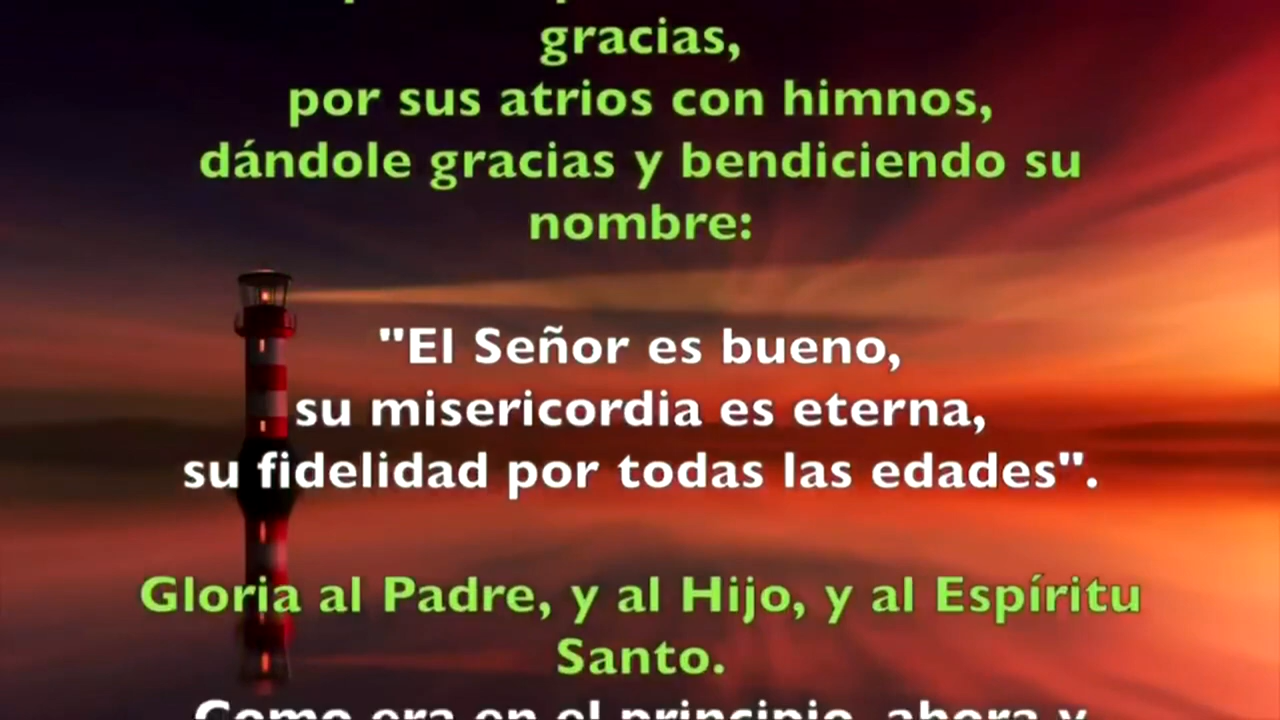 gracias,
por sus atrios con himnos,
dándole gracias y bendiciendo su
nombre:
"El Señor es bueno,
su misericordia es eterna,
su fidelidad por todas las edades".
Gloria al Padre, y al Hijo, y al Espíritu
Santo.
Como era en el principio, ahora y